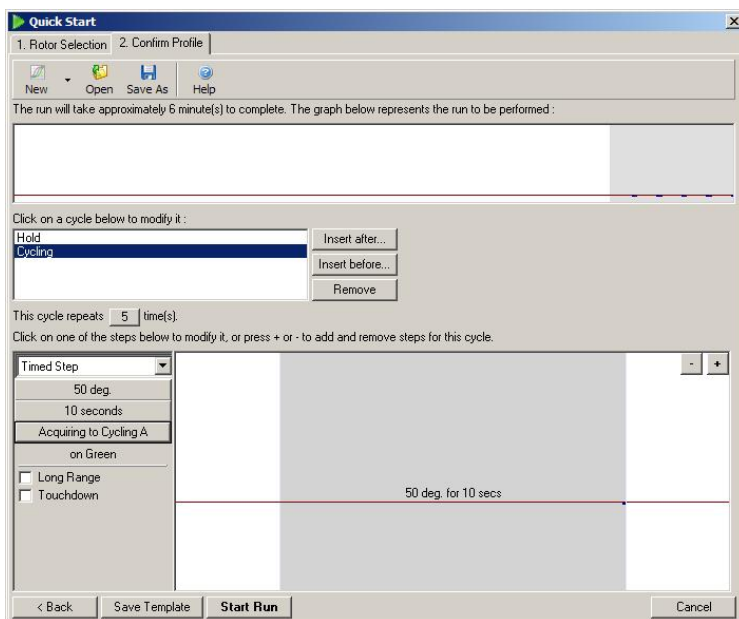 Quick Start
1. Rotor Selection 2. Confirm Profile
New Open Save As Help
The run will take approximately 6 minute(s) to complete. The graph below represents the run to be performed :
Click on a cycle below to modify it :
Hold
Cycling
Insert after...
Insert before...
Remove
This cycle repeats 5 time(s).
Click on one of the steps below to modify it, or press + or - to add and remove steps for this cycle.
Timed Step
- +
50 deg.
10 seconds
Acquiring to Cycling A
on Green
Long Range
Touchdown
50 deg. for 10 secs
< Back Save Template Start Run Cancel